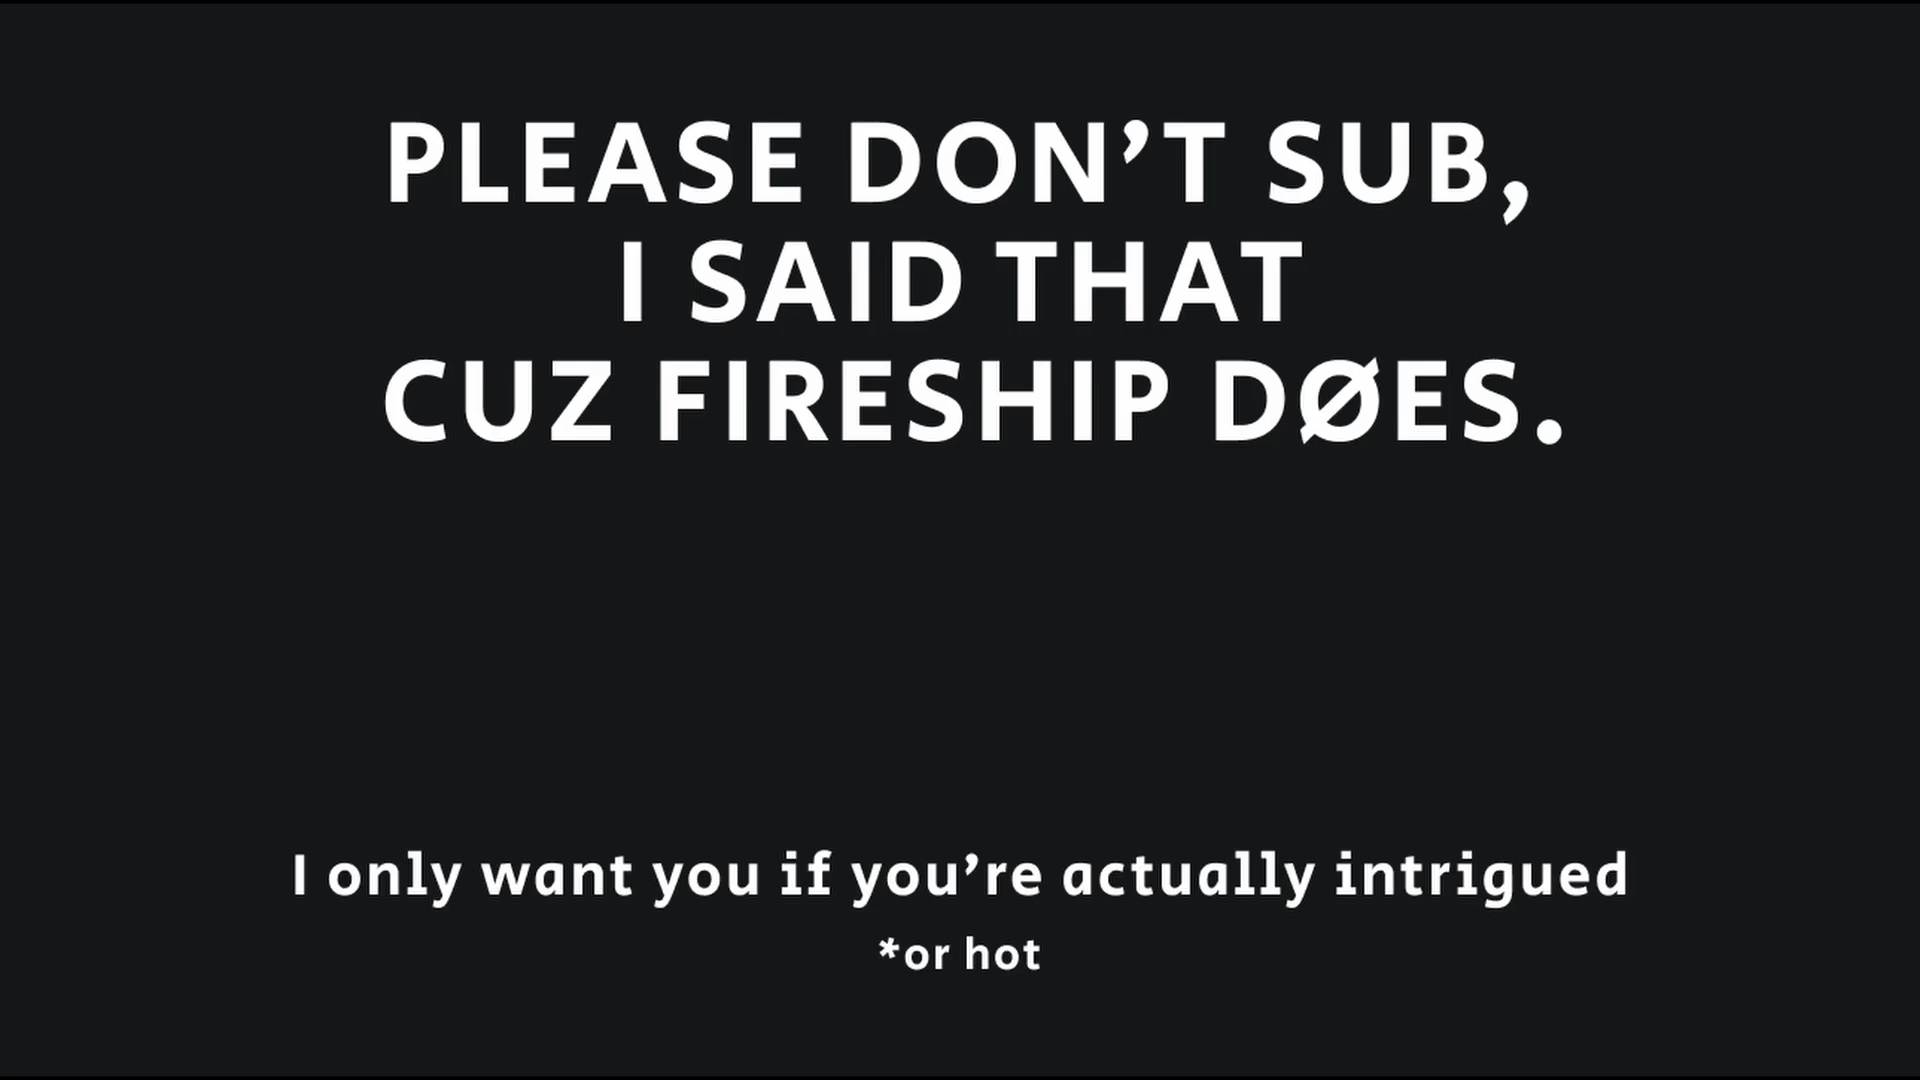 PLEASE DON’T SUB,
I SAID THAT
CUZ FIRESHIP DØES.
I only want you if you’re actually intrigued
*or hot